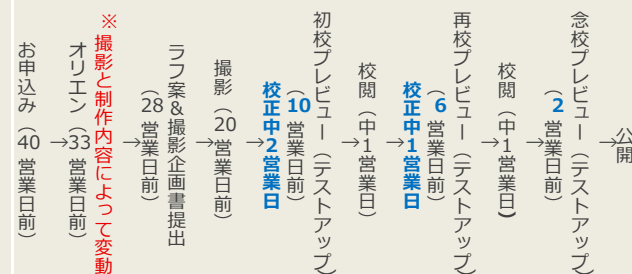 お申込み（40営業日前）
→
オリエン（33営業日前）
※撮影と制作内容によって変動
→
ラフ案＆撮影企画書提出
（28営業日前）
→
撮影（20営業日前）
→
初校プレビュー（テストアップ）
（10営業日前）
校正中2営業日
→
校閲（中1営業日）
→
再校プレビュー（テストアップ）
（6営業日前）
校正中1営業日
→
校閲（中1営業日）
→
念校プレビュー（テストアップ）
（2営業日前）
→
公開